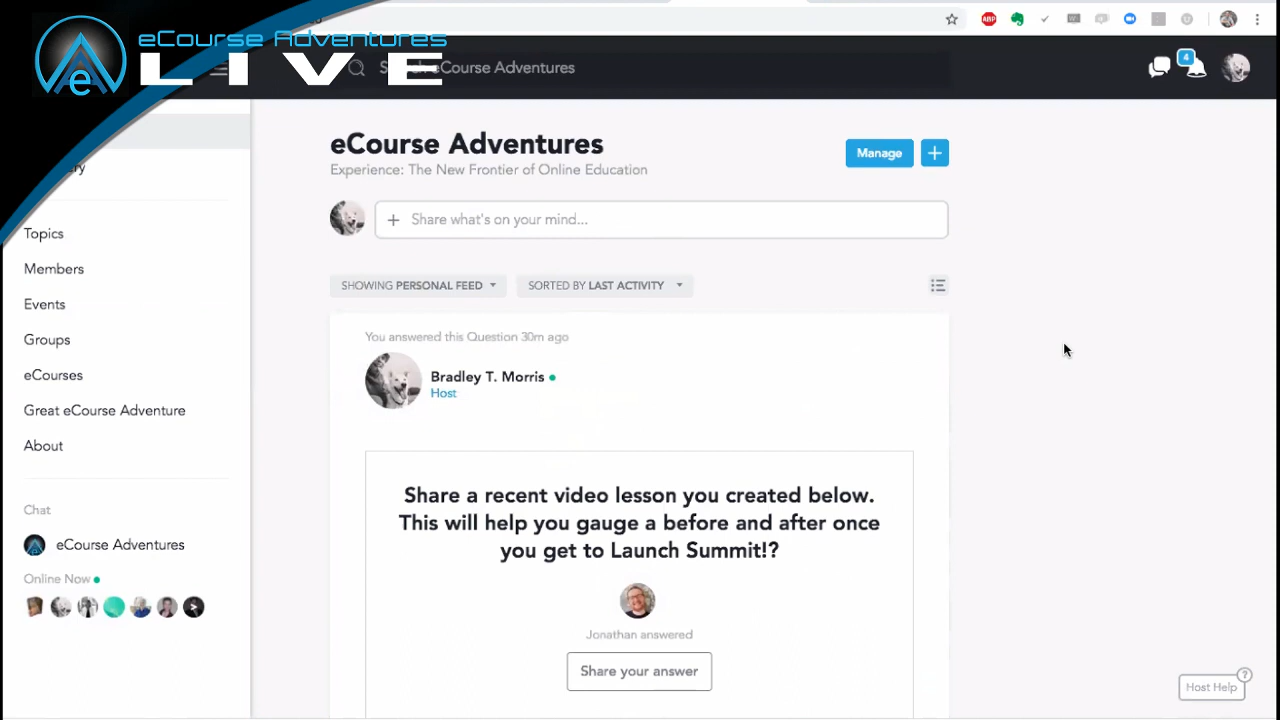 eCourse Adventures
LIVE
eCourse Adventures
4
eCourse Adventures
Experience: The New Frontier of Online Education
Manage
+
+ Share what's on your mind...
SHOWING PERSONAL FEED
SORTED BY LAST ACTIVITY
Topics
Members
Events
Groups
eCourses
Great eCourse Adventure
About
Chat
eCourse Adventures
Online Now
You answered this Question 30m ago
Bradley T. Morris
Host
Share a recent video lesson you created below.
This will help you gauge a before and after once
you get to Launch Summit!?
Jonathan answered
Share your answer
Host Help
?
ABP